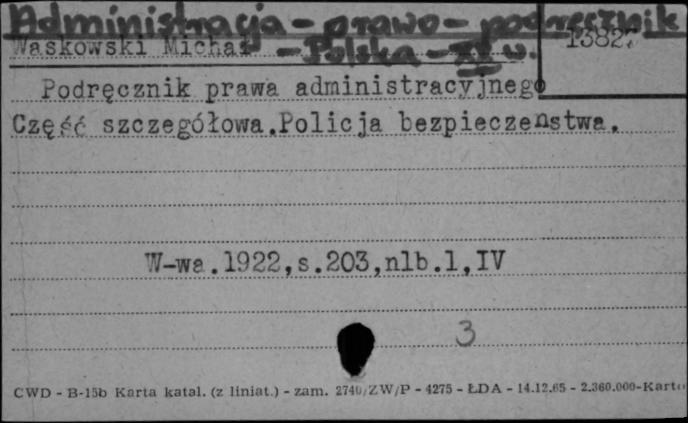 Administracja - prawo - podręcznik
- Polska - XX w.
Waskowski Michał
1382
Podręcznik prawa administracyjnego
Część szczegółowa.Policja bezpieczeństwa.
W-wa.1922,s.203,nlb.1,IV
3
CWD - B-15b Karta katal. (z liniat.) - zam. 2740/ZW/P - 4275 - ŁDA - 14.12.65 - 2.360.000-Kart